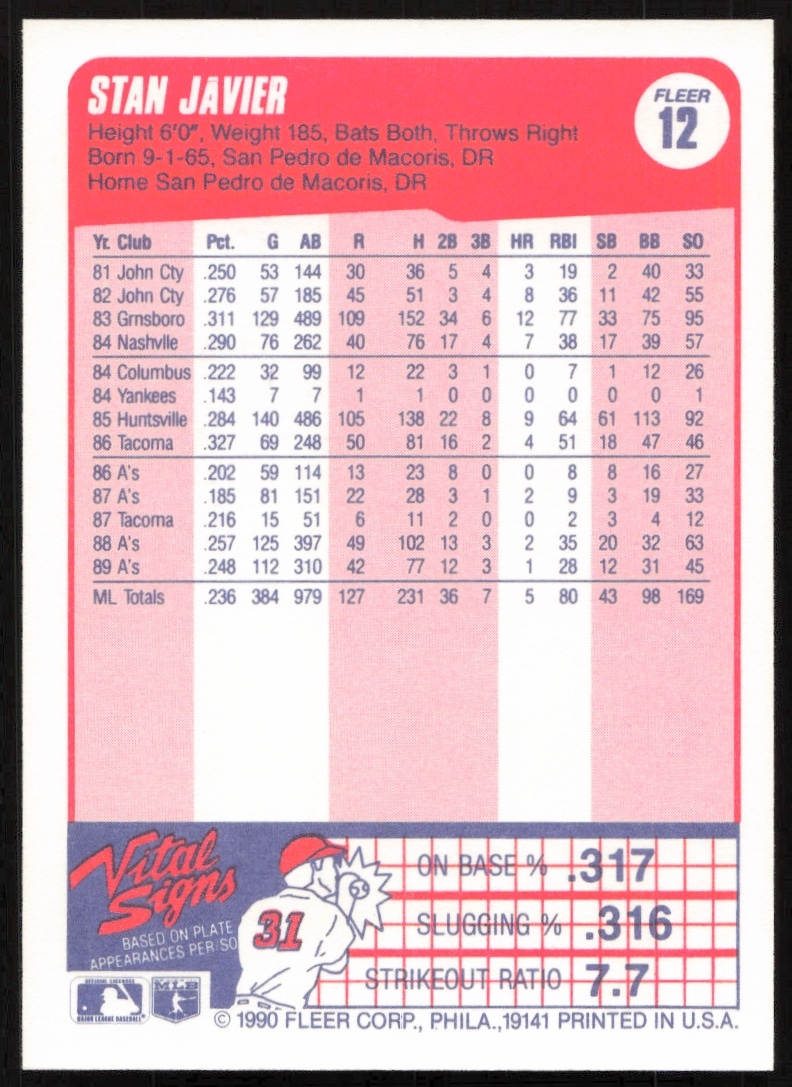 STAN JAVIER
Height 6'0", Weight 185, Bats Both, Throws Right
Born 9-1-65, San Pedro de Macoris, DR
Home San Pedro de Macoris, DR
FLEER
12
Yr. Club Pct. G AB R H 2B 3B HR RBI SB BB SO
81 John Cty .250 53 144 30 36 5 4 3 19 2 40 33
82 John Cty .276 57 185 45 51 3 4 8 36 11 42 55
83 Grnsboro .311 129 489 109 152 34 6 12 77 33 75 95
84 Nashvlle .290 76 262 40 76 17 4 7 38 17 39 57
84 Columbus .222 32 99 12 22 3 1 0 7 1 12 26
84 Yankees .143 7 7 1 1 0 0 0 0 0 0 1
85 Huntsville .284 140 486 105 138 22 8 9 64 61 113 92
86 Tacoma .327 69 248 50 81 16 2 4 51 18 47 46
86 A's .202 59 114 13 23 8 0 0 8 8 16 27
87 A's .185 81 151 22 28 3 1 2 9 3 19 33
87 Tacoma .216 15 51 6 11 2 0 0 2 3 4 12
88 A's .257 125 397 49 102 13 3 2 35 20 32 63
89 A's .248 112 310 42 77 12 3 1 28 12 31 45
ML Totals .236 384 979 127 231 36 7 5 80 43 98 169
Vital
Signs
BASED ON PLATE
APPEARANCES PER SO
31
ON BASE % .317
SLUGGING % .316
STRIKEOUT RATIO 7.7
OFFICIAL LICENSEE
MAJOR LEAGUE BASEBALL
MLB
© 1990 FLEER CORP., PHILA.,19141 PRINTED IN U.S.A.